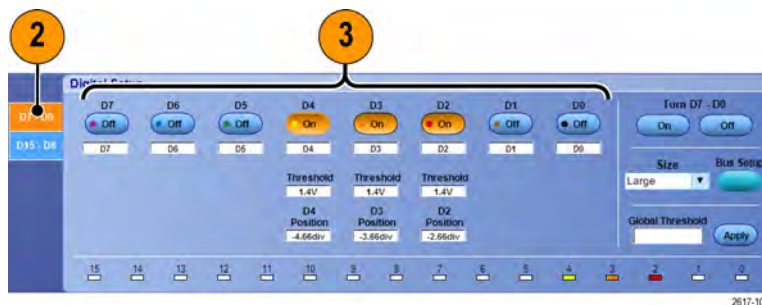 2 3
Digital Setup
D7 - D0
D15 - D8
D7 D6 D5 D4 D3 D2 D1 D0
Off Off Off On On On Off Off
D7 D6 D5 D4 D3 D2 D1 D0
Threshold Threshold Threshold
1.4V 1.4V 1.4V
D4 D3 D2
Position Position Position
-4.66div -3.66div -2.66div
Turn D7 - D0
On Off
Size Bus Setup
Large
Global Threshold
Apply
15 14 13 12 11 10 9 8 7 6 5 4 3 2 1 0